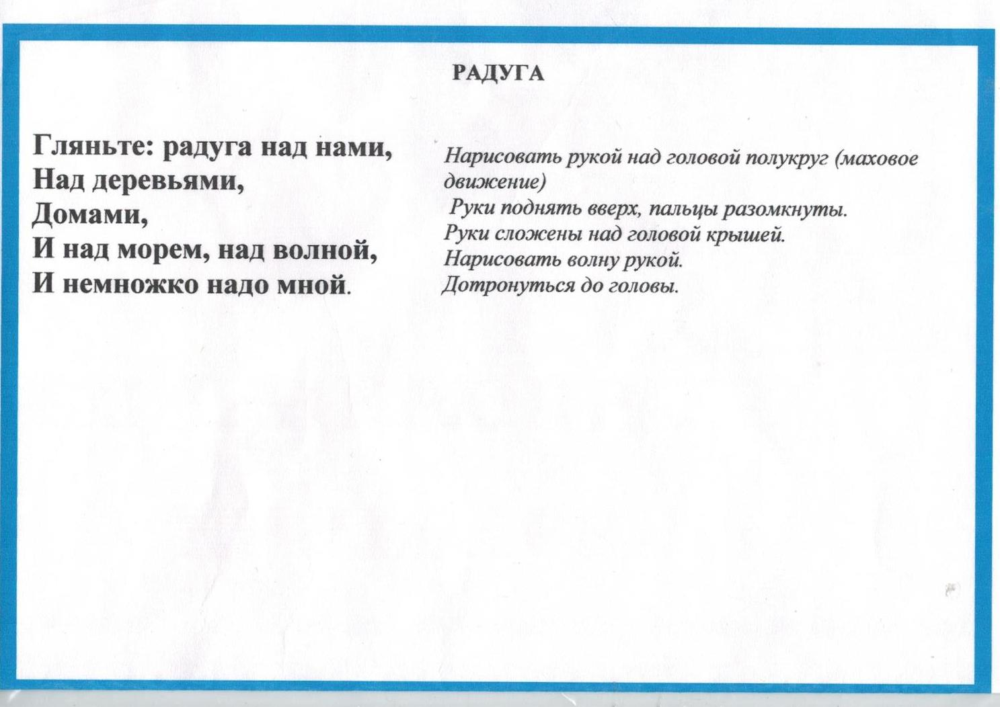 РАДУГА
Гляньте: радуга над нами,
Над деревьями,
Домами,
И над морем, над волной,
И немножко надо мной.
Нарисовать рукой над головой полукруг (маховое
движение)
Руки поднять вверх, пальцы разомкнуты.
Руки сложены над головой крышей.
Нарисовать волну рукой.
Дотронуться до головы.